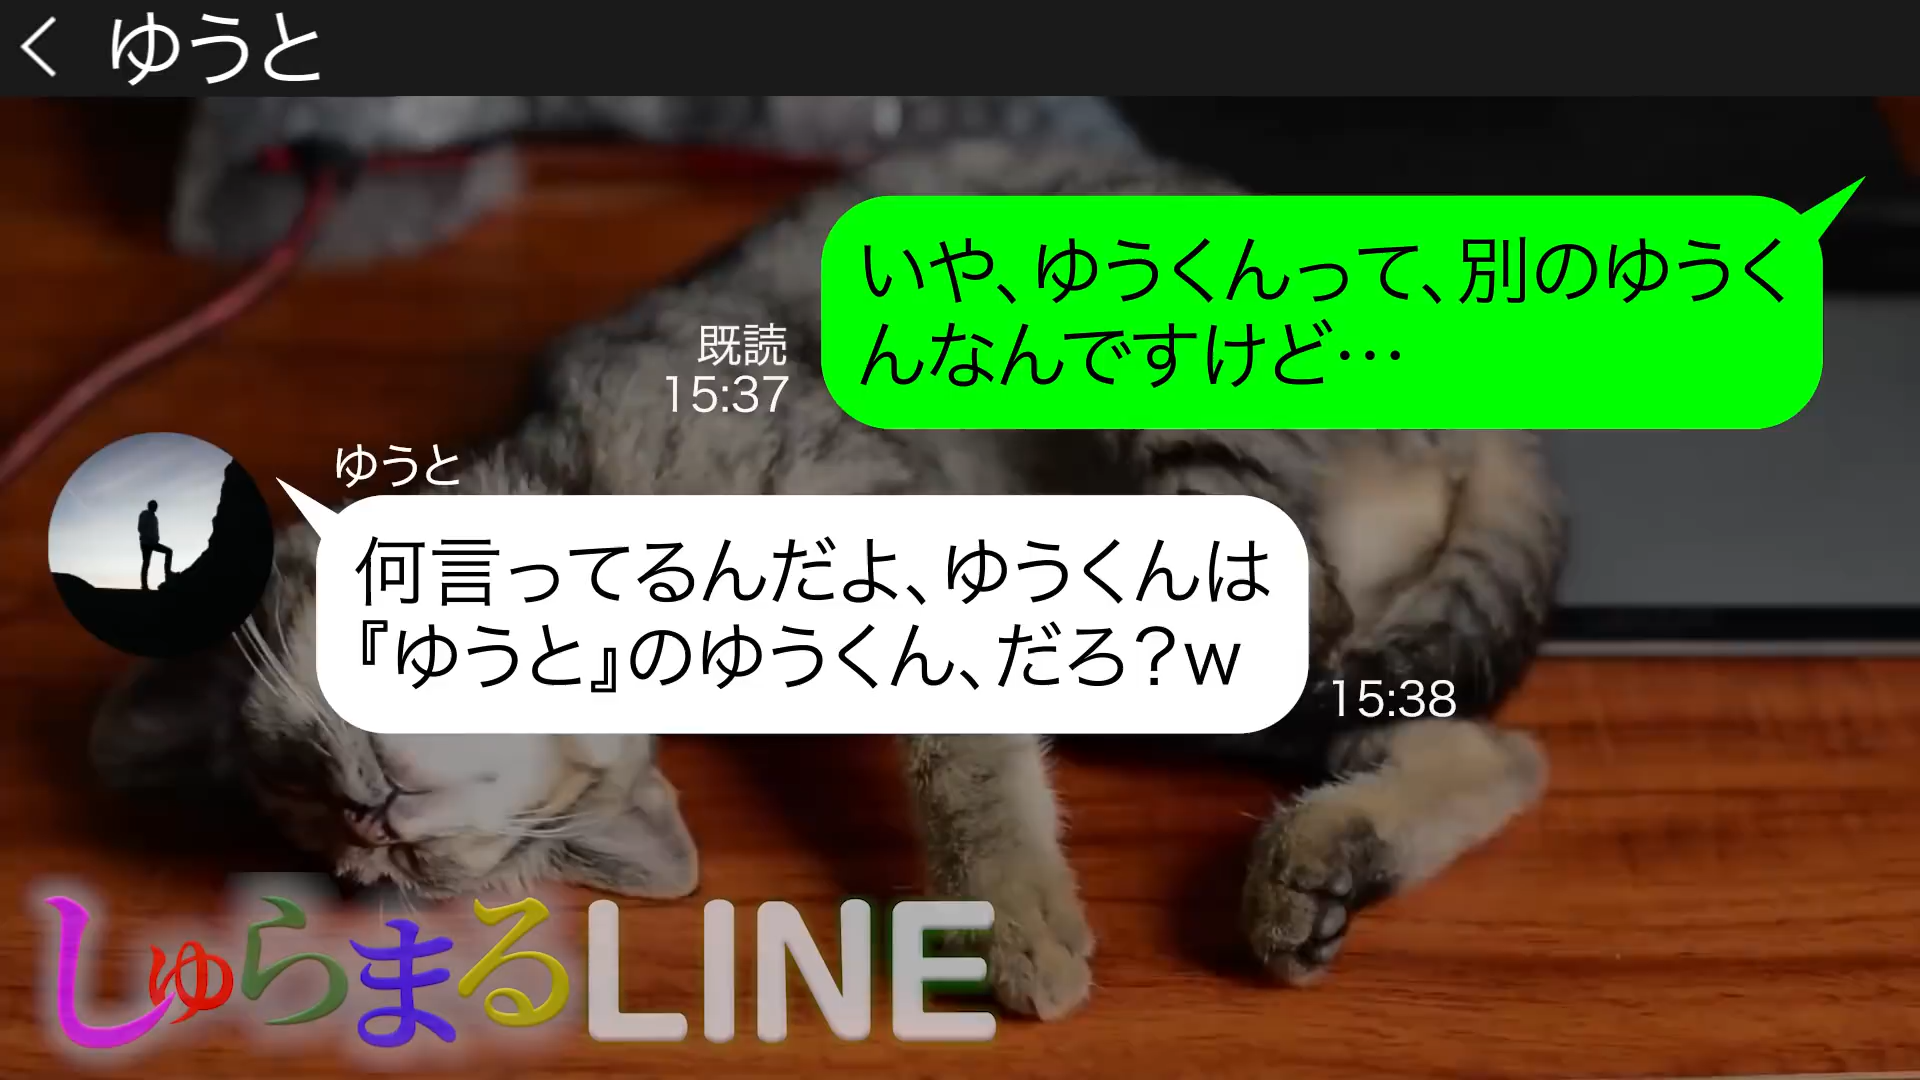 ゆうと
いや、ゆうくんって、別のゆうく
んなんですけど…
既読
15:37
ゆうと
何言ってるんだよ、ゆうくんは
『ゆうと』のゆうくん、だろ？w
15:38
しゅらまるLINE